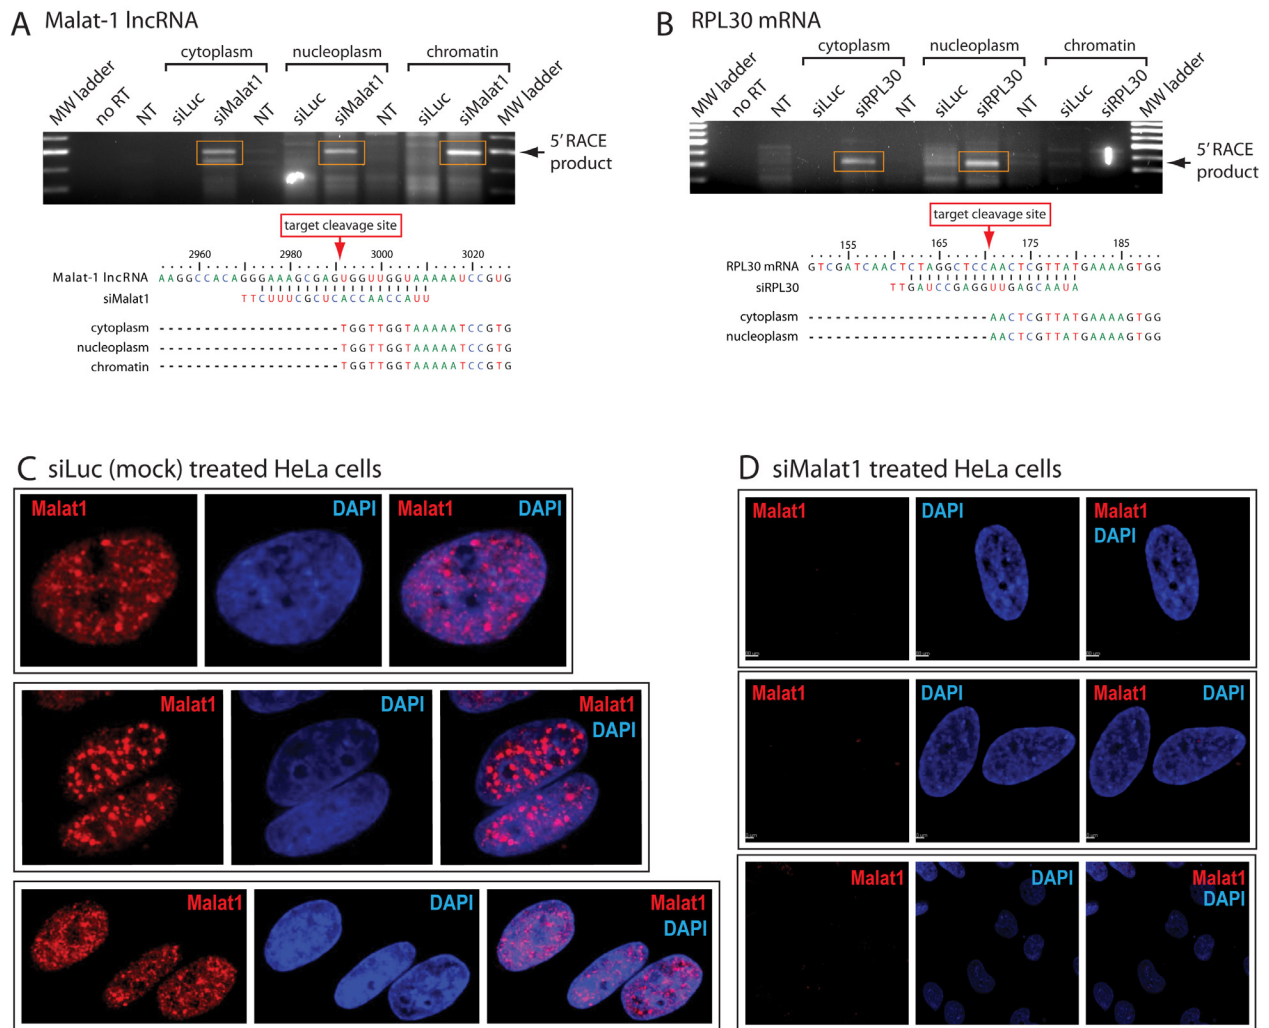 A Malat-1 lncRNA
cytoplasm nucleoplasm chromatin
MW ladder no RT NT siLuc siMalat1 NT siLuc siMalat1 NT siLuc siMalat1 MW ladder
5' RACE
product
target cleavage site
2960 2980 3000 3020
Malat-1 lncRNA AAGGCCACAGGGAAAGCGAGUGGUUGGUAAAAAUCCGUG
siMalat1 TTCUUUCGCUCACCAACCAUU
cytoplasm --------------------TGGTTGGTAAAAATCCGTG
nucleoplasm --------------------TGGTTGGTAAAAATCCGTG
chromatin --------------------TGGTTGGTAAAAATCCGTG
B RPL30 mRNA
cytoplasm nucleoplasm chromatin
MW ladder no RT NT siLuc siRPL30 NT siLuc siRPL30 NT siLuc siRPL30 MW ladder
5' RACE
product
target cleavage site
155 165 175 185
RPL30 mRNA GTCGATCAACTCTAGGCTCCAACTCGTTATGAAAAGTGG
siRPL30 TTGAUCCGAGGUUGAGCAAUA
cytoplasm --------------------AACTCGTTATGAAAAGTGG
nucleoplasm --------------------AACTCGTTATGAAAAGTGG
C siLuc (mock) treated HeLa cells
Malat1 DAPI Malat1 DAPI
Malat1 DAPI Malat1
DAPI
Malat1 DAPI Malat1
DAPI
D siMalat1 treated HeLa cells
Malat1 DAPI Malat1
DAPI
Malat1 DAPI Malat1 DAPI
Malat1 DAPI Malat1
DAPI